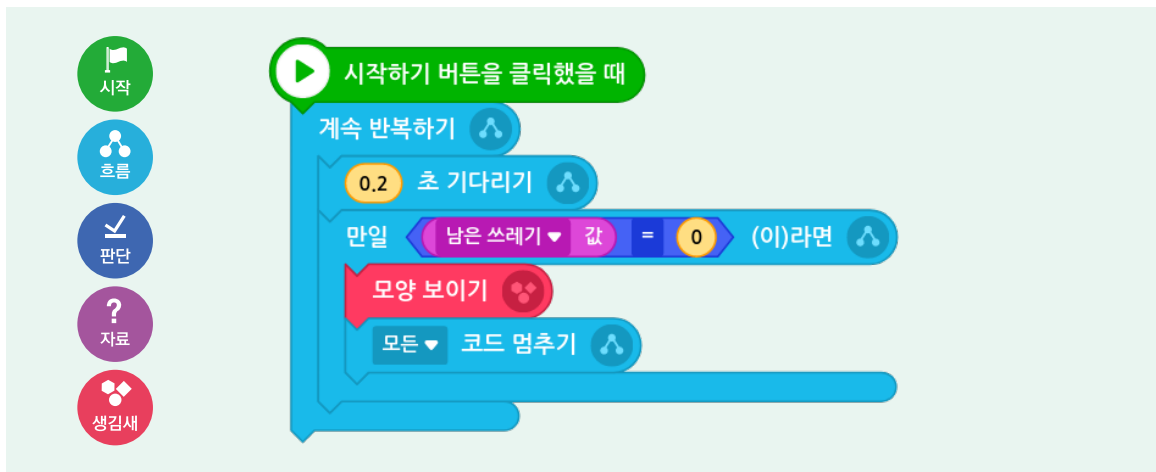 시작
흐름
판단
?
자료
생김새
시작하기 버튼을 클릭했을 때
계속 반복하기
0.2 초 기다리기
만일 남은 쓰레기 값 = 0 (이)라면
모양 보이기
모든 코드 멈추기